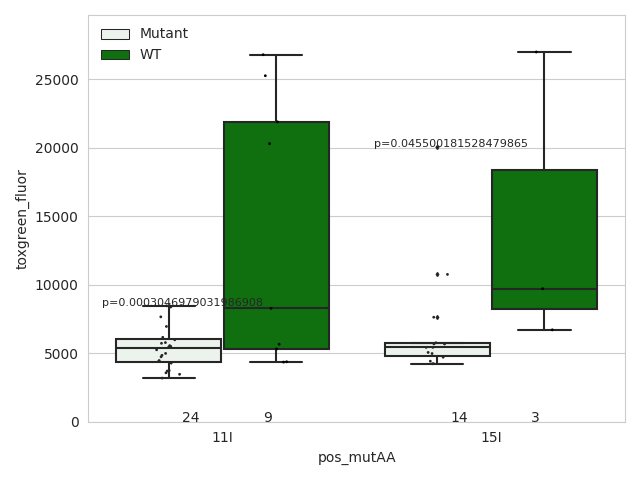 Mutant
WT
25000
20000
15000
10000
5000
0
toxgreen_fluor
p=0.0003046979031986908
p=0.045500181528479865
24
9
14
3
11I
15I
pos_mutAA